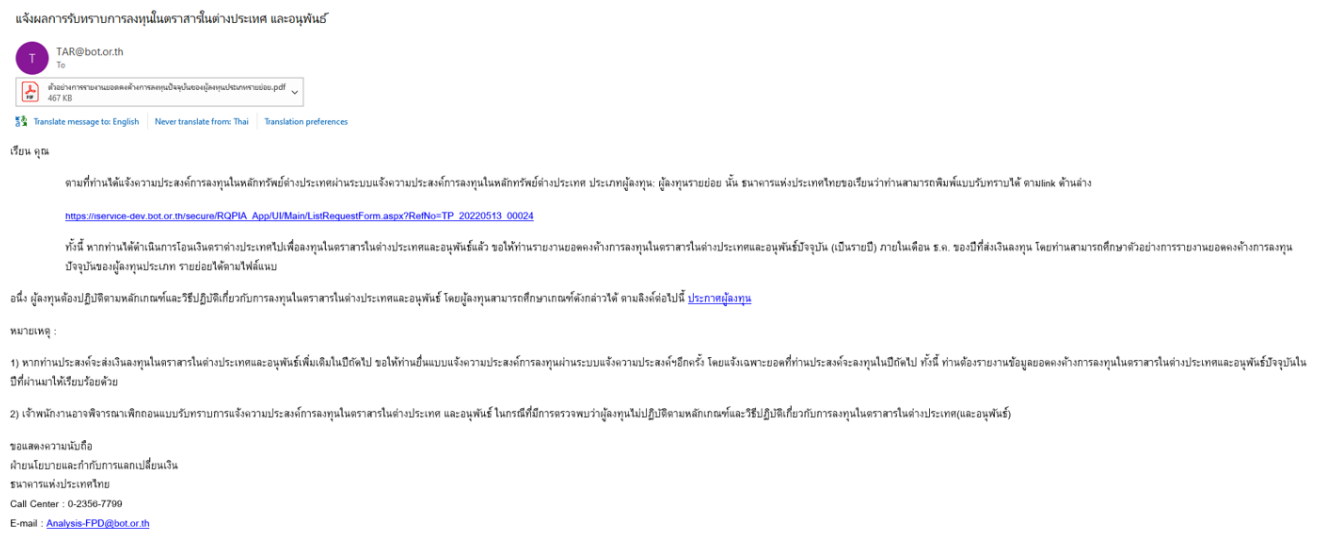 แจ้งผลการรับทราบการลงทุนในตราสารในต่างประเทศ และอนุพันธ์
T
TAR@bot.or.th
To
ตัวอย่างการรายงานยอดคงค้างการลงทุนปัจจุบันของผู้ลงทุนประเภทรายย่อย.pdf
467 KB
Translate message to: English
Never translate from: Thai
Translation preferences
เรียน คุณ
ตามที่ท่านได้แจ้งความประสงค์การลงทุนในหลักทรัพย์ต่างประเทศผ่านระบบแจ้งความประสงค์การลงทุนในหลักทรัพย์ต่างประเทศ ประเภทผู้ลงทุน: ผู้ลงทุนรายย่อย นั้น ธนาคารแห่งประเทศไทยขอเรียนว่าท่านสามารถพิมพ์แบบรับทราบได้ ตามlink ด้านล่าง
https://iservice-dev.bot.or.th/secure/RQPIA_App/UI/Main/ListRequestForm.aspx?RefNo=TP_20220513_00024
ทั้งนี้ หากท่านได้ดำเนินการโอนเงินตราต่างประเทศไปเพื่อลงทุนในตราสารในต่างประเทศและอนุพันธ์แล้ว ขอให้ท่านรายงานยอดคงค้างการลงทุนในตราสารในต่างประเทศและอนุพันธ์ปัจจุบัน (เป็นรายปี) ภายในเดือน ธ.ค. ของปีที่ส่งเงินลงทุน โดยท่านสามารถศึกษาตัวอย่างการรายงานยอดคงค้างการลงทุน
ปัจจุบันของผู้ลงทุนประเภท รายย่อยได้ตามไฟล์แนบ
อนึ่ง ผู้ลงทุนต้องปฏิบัติตามหลักเกณฑ์และวิธีปฏิบัติเกี่ยวกับการลงทุนในตราสารในต่างประเทศและอนุพันธ์ โดยผู้ลงทุนสามารถศึกษาเกณฑ์ดังกล่าวได้ ตามลิงค์ต่อไปนี้ ประกาศผู้ลงทุน
หมายเหตุ :
1) หากท่านประสงค์จะส่งเงินลงทุนในตราสารในต่างประเทศและอนุพันธ์เพิ่มเติมในปีถัดไป ขอให้ท่านยื่นแบบแจ้งความประสงค์การลงทุนผ่านระบบแจ้งความประสงค์ฯอีกครั้ง โดยแจ้งเฉพาะยอดที่ท่านประสงค์จะลงทุนในปีถัดไป ทั้งนี้ ท่านต้องรายงานข้อมูลยอดคงค้างการลงทุนในตราสารในต่างประเทศและอนุพันธ์ปัจจุบันใน
ปีที่ผ่านมาให้เรียบร้อยด้วย
2) เจ้าพนักงานอาจพิจารณาเพิกถอนแบบรับทราบการแจ้งความประสงค์การลงทุนในตราสารในต่างประเทศ และอนุพันธ์ ในกรณีที่มีการตรวจพบว่าผู้ลงทุนไม่ปฏิบัติตามหลักเกณฑ์และวิธีปฏิบัติเกี่ยวกับการลงทุนในตราสารในต่างประเทศ(และอนุพันธ์)
ขอแสดงความนับถือ
ฝ่ายนโยบายและกำกับการแลกเปลี่ยนเงิน
ธนาคารแห่งประเทศไทย
Call Center : 0-2356-7799
E-mail : Analysis-FPD@bot.or.th